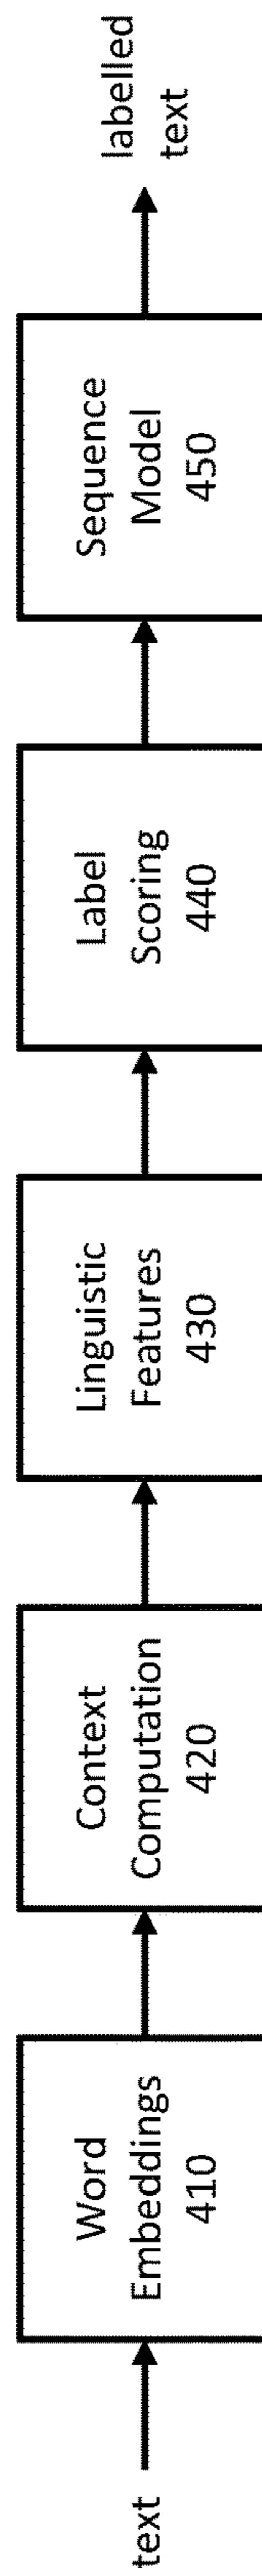 text
Word
Embeddings
410
Context
Computation
420
Linguistic
Features
430
Label
Scoring
440
Sequence
Model
450
labelled
text